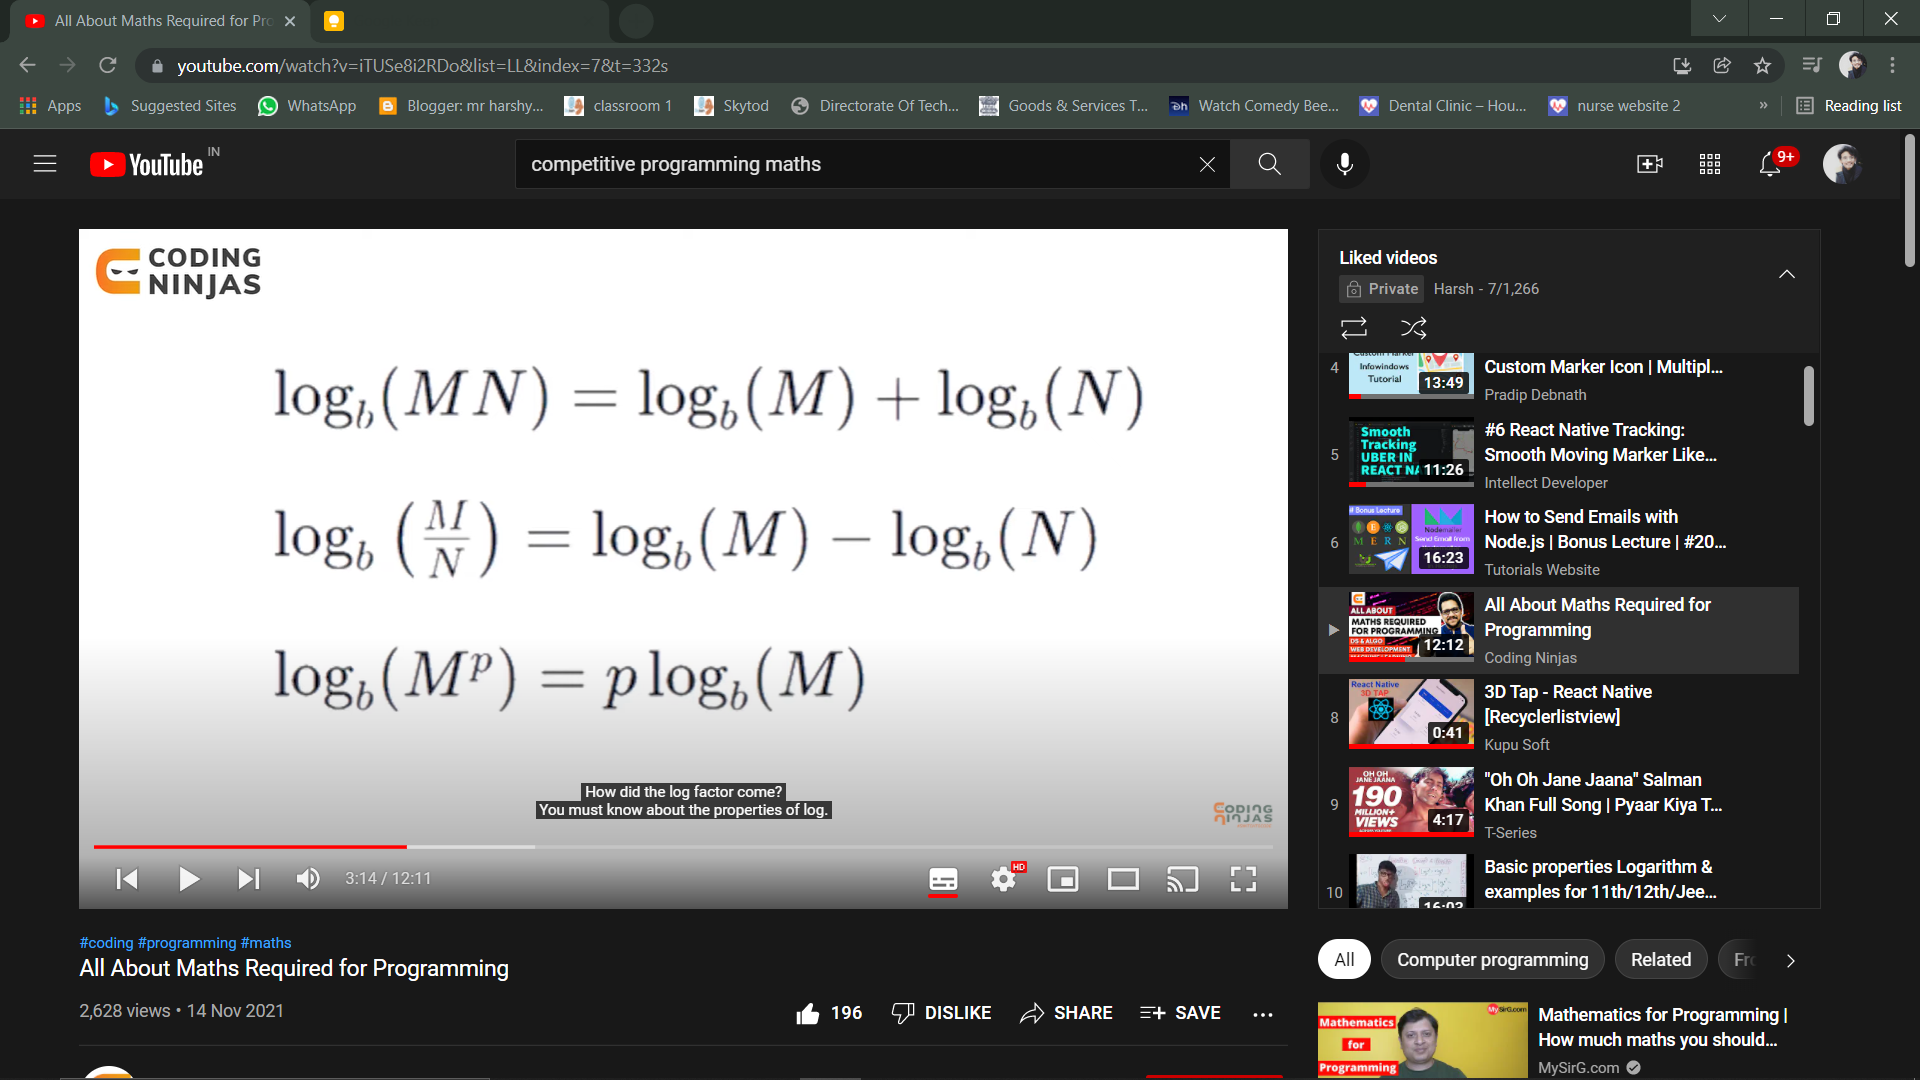 All About Maths Required for Pro
youtube.com/watch?v=iTUSe8i2RDo&list=LL&index=7&t=332s
Apps Suggested Sites WhatsApp Blogger: mr harshy... classroom 1 Skytod Directorate Of Tech... Goods & Services T... Watch Comedy Bee... Dental Clinic – Hou... nurse website 2 » Reading list
YouTube IN
competitive programming maths
9+
CODING
NINJAS
log_b(MN) = log_b(M) + log_b(N)
log_b(M/N) = log_b(M) − log_b(N)
log_b(M^p) = p log_b(M)
How did the log factor come?
You must know about the properties of log.
CODING
NINJAS
3:14 / 12:11
HD
#coding #programming #maths
All About Maths Required for Programming
2,628 views • 14 Nov 2021
196 DISLIKE SHARE SAVE
Liked videos
Private Harsh - 7/1,266
4
Infowindows
Tutorial
13:49
Custom Marker Icon | Multipl...
Pradip Debnath
5
Smooth
Tracking
UBER IN
REACT NA
11:26
#6 React Native Tracking:
Smooth Moving Marker Like...
Intellect Developer
6
# Bonus Lecture
M E R N
Nodemailer
Send Email from
16:23
How to Send Emails with
Node.js | Bonus Lecture | #20...
Tutorials Website
ALL ABOUT
MATHS REQUIRED
FOR PROGRAMMING
DS & ALGO
WEB DEVELOPMENT
12:12
All About Maths Required for
Programming
Coding Ninjas
8
React Native
3D TAP
0:41
3D Tap - React Native
[Recyclerlistview]
Kupu Soft
9
OH OH
JANE JAANA
190
MILLION+
VIEWS
4:17
"Oh Oh Jane Jaana" Salman
Khan Full Song | Pyaar Kiya T...
T-Series
10
16:03
Basic properties Logarithm &
examples for 11th/12th/Jee...
All Computer programming Related Fro
Mathematics
for
Programming
MySirG.com
Mathematics for Programming |
How much maths you should...
MySirG.com